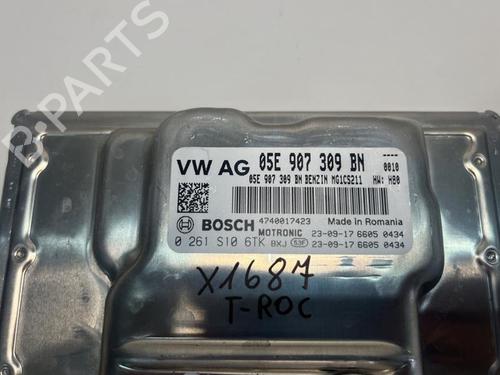 VW AG 05E 907 309 BN 0010
05E 907 309 BN BENZIN MG1CS211 HW: H80
BOSCH 4740017423 Made in Romania
MOTRONIC 23-09-17 6605 0434
0 261 S10 6TK BXJ 63F 23-09-17 6605 0434
X1687
T-ROC
B-PARTS